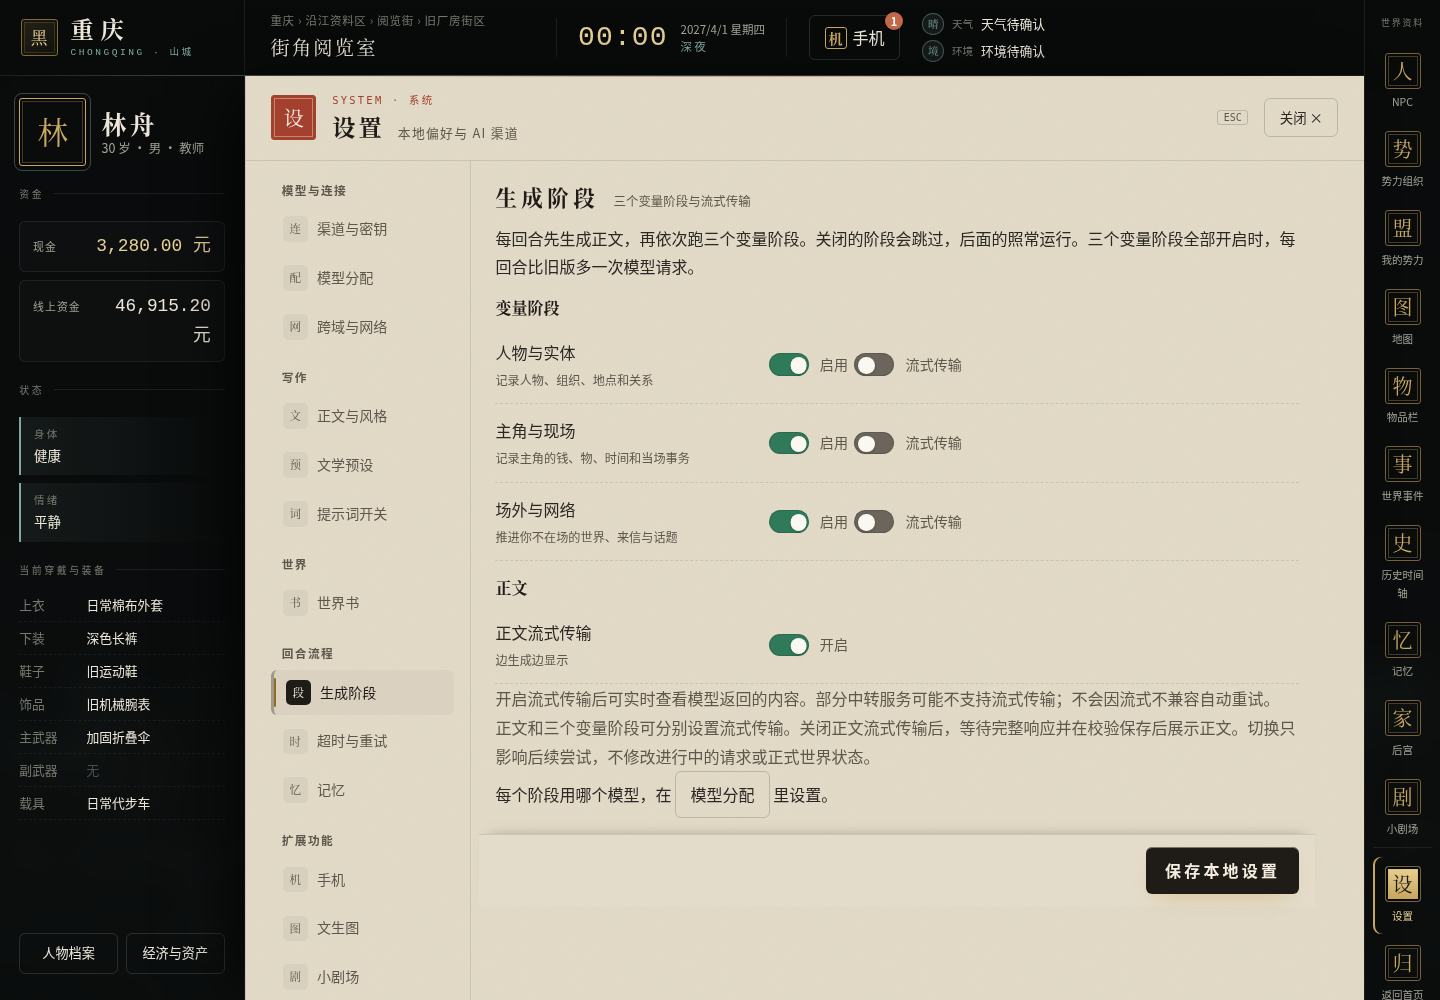 黑
重庆
CHONGQING · 山城
重庆 › 沿江资料区 › 阅览街 › 旧厂房街区
街角阅览室
00:00
2027/4/1 星期四
深夜
机 手机
1
晴 天气 天气待确认
境 环境 环境待确认
林
林舟
30 岁 • 男 • 教师
资金
现金
3,280.00 元
线上资金
46,915.20
元
状态
身体
健康
情绪
平静
当前穿戴与装备
上衣 日常棉布外套
下装 深色长裤
鞋子 旧运动鞋
饰品 旧机械腕表
主武器 加固折叠伞
副武器 无
载具 日常代步车
人物档案
经济与资产
设
SYSTEM · 系统
设置 本地偏好与 AI 渠道
ESC
关闭 ×
模型与连接
连 渠道与密钥
配 模型分配
网 跨域与网络
写作
文 正文与风格
预 文学预设
词 提示词开关
世界
书 世界书
回合流程
段 生成阶段
时 超时与重试
忆 记忆
扩展功能
机 手机
图 文生图
剧 小剧场
生成阶段 三个变量阶段与流式传输
每回合先生成正文，再依次跑三个变量阶段。关闭的阶段会跳过，后面的照常运行。三个变量阶段全部开启时，每
回合比旧版多一次模型请求。
变量阶段
人物与实体
记录人物、组织、地点和关系
启用 流式传输
主角与现场
记录主角的钱、物、时间和当场事务
启用 流式传输
场外与网络
推进你不在场的世界、来信与话题
启用 流式传输
正文
正文流式传输
边生成边显示
开启
开启流式传输后可实时查看模型返回的内容。部分中转服务可能不支持流式传输；不会因流式不兼容自动重试。
正文和三个变量阶段可分别设置流式传输。关闭正文流式传输后，等待完整响应并在校验保存后展示正文。切换只
影响后续尝试，不修改进行中的请求或正式世界状态。
每个阶段用哪个模型，在 模型分配 里设置。
保存本地设置
世界资料
人
NPC
势
势力组织
盟
我的势力
图
地图
物
物品栏
事
世界事件
史
历史时间
轴
忆
记忆
家
后宫
剧
小剧场
设
设置
归
返回首页